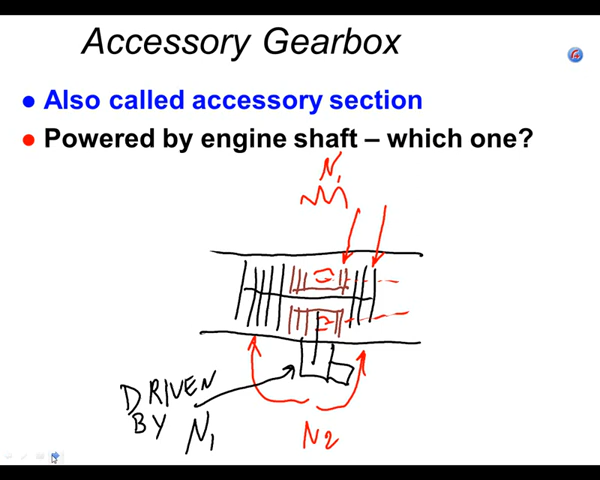 Accessory Gearbox
● Also called accessory section
● Powered by engine shaft – which one?
N1
DRIVEN
BY N1
N2